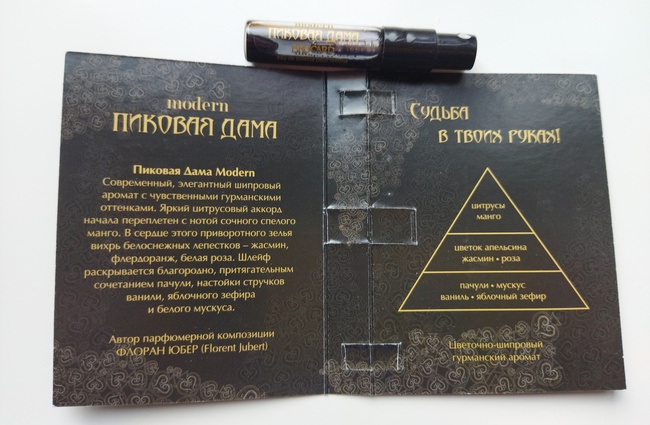 modern
ПИКОВАЯ ДАМА
modern
ПИКОВАЯ ДАМА
Пиковая Дама Modern
Современный, элегантный шипровый
аромат с чувственными гурманскими
оттенками. Яркий цитрусовый аккорд
начала переплетен с нотой сочного спелого
манго. В сердце этого приворотного зелья
вихрь белоснежных лепестков – жасмин,
флердоранж, белая роза. Шлейф
раскрывается благородно, притягательным
сочетанием пачули, настойки стручков
ванили, яблочного зефира
и белого мускуса.
Автор парфюмерной композиции
ФЛОРАН ЮБЕР (Florent Jubert)
Судьба
в твоих руках!
цитрусы
манго
цветок апельсина
жасмин • роза
пачули • мускус
ваниль • яблочный зефир
Цветочно-шипровый
гурманский аромат